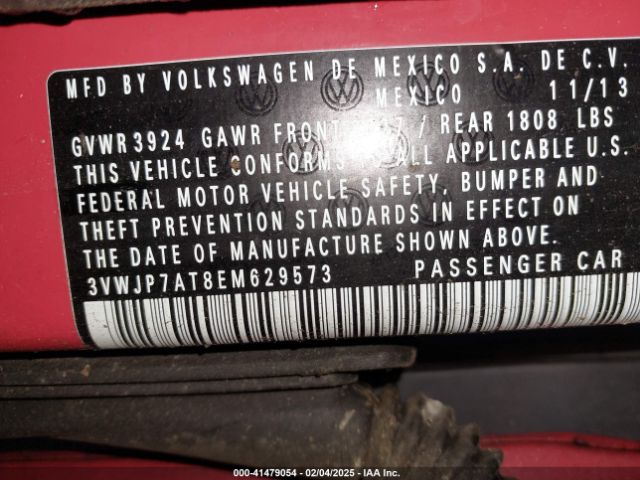 MFD BY VOLKSWAGEN DE MEXICO S.A. DE C.V.
MEXICO 11/13
GVWR 3924 GAWR FRONT / REAR 1808 LBS
THIS VEHICLE CONFORMS ALL APPLICABLE U.S.
FEDERAL MOTOR VEHICLE SAFETY, BUMPER AND
THEFT PREVENTION STANDARDS IN EFFECT ON
THE DATE OF MANUFACTURE SHOWN ABOVE.
3VWJP7AT8EM629573 PASSENGER CAR
000-41479054 - 02/04/2025 - IAA Inc.